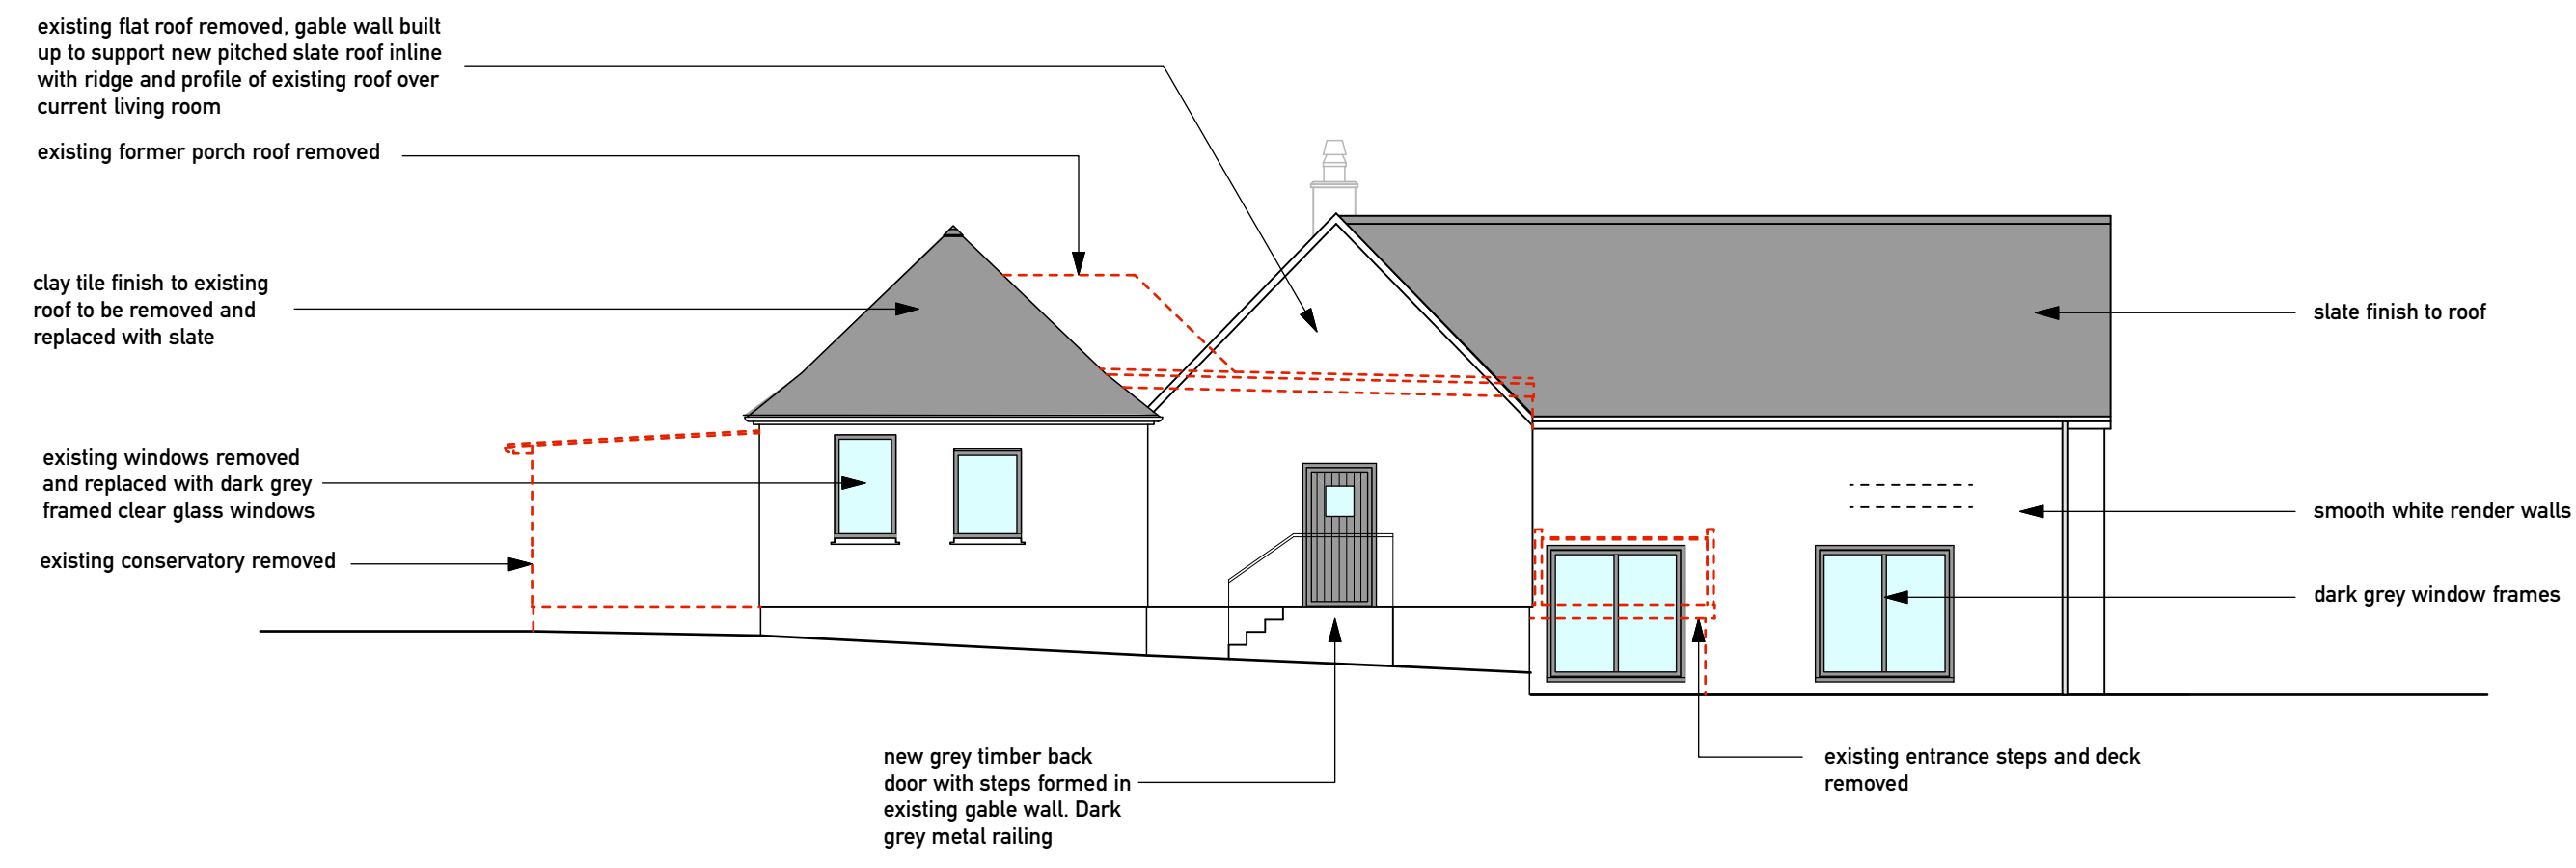 existing flat roof removed, gable wall built
up to support new pitched slate roof inline
with ridge and profile of existing roof over
current living room
existing former porch roof removed
clay tile finish to existing
roof to be removed and
replaced with slate
existing windows removed
and replaced with dark grey
framed clear glass windows
existing conservatory removed
slate finish to roof
smooth white render walls
dark grey window frames
new grey timber back
door with steps formed in
existing gable wall. Dark
grey metal railing
existing entrance steps and deck
removed